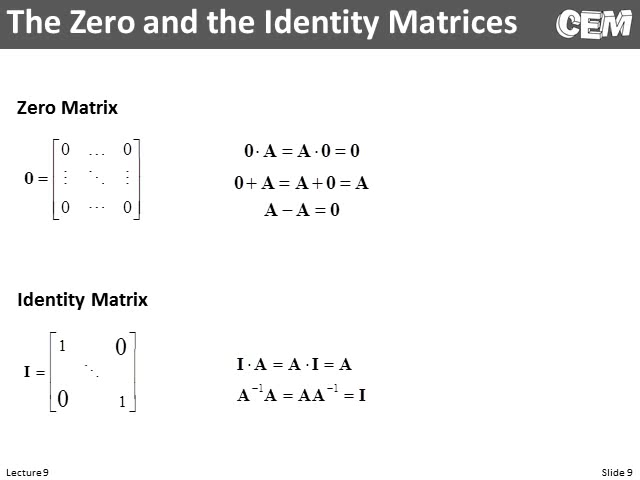 The Zero and the Identity Matrices
CEM
Zero Matrix
0 = [0 … 0
⋮ ⋱ ⋮
0 ⋯ 0]
0 · A = A · 0 = 0
0 + A = A + 0 = A
A − A = 0
Identity Matrix
I = [1 0
⋱
0 1]
I · A = A · I = A
A⁻¹A = AA⁻¹ = I
Lecture 9
Slide 9